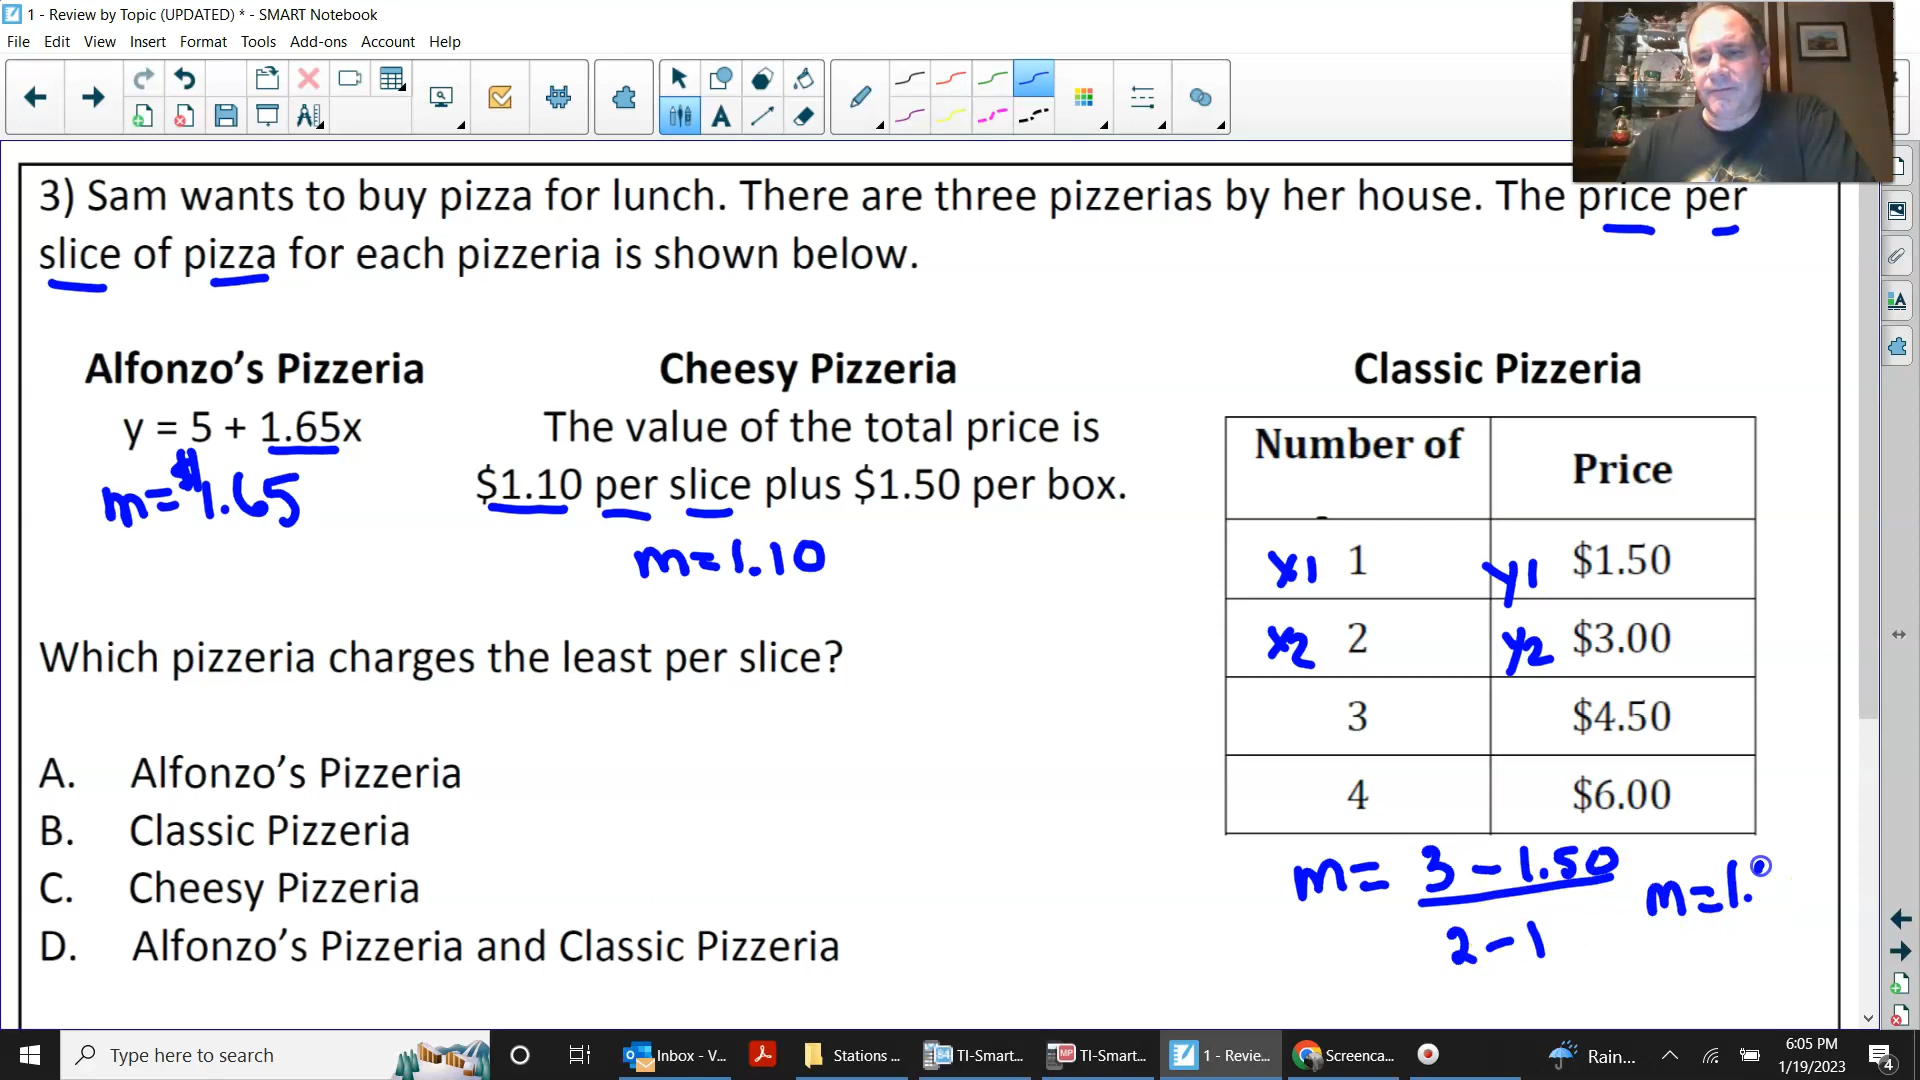 1 - Review by Topic (UPDATED) * - SMART Notebook
File Edit View Insert Format Tools Add-ons Account Help
3) Sam wants to buy pizza for lunch. There are three pizzerias by her house. The price per
slice of pizza for each pizzeria is shown below.
Alfonzo's Pizzeria
y = 5 + 1.65x
m=$1.65
Cheesy Pizzeria
The value of the total price is
$1.10 per slice plus $1.50 per box.
m=1.10
Classic Pizzeria
Number of Price
x1 1 y1 $1.50
x2 2 y2 $3.00
3 $4.50
4 $6.00
m= 3 - 1.50 m=1.
2 - 1
Which pizzeria charges the least per slice?
A. Alfonzo's Pizzeria
B. Classic Pizzeria
C. Cheesy Pizzeria
D. Alfonzo's Pizzeria and Classic Pizzeria
Type here to search
Inbox - V...
Stations ...
TI-Smart...
TI-Smart...
1 - Revie...
Screenca...
Rain...
6:05 PM
1/19/2023
4